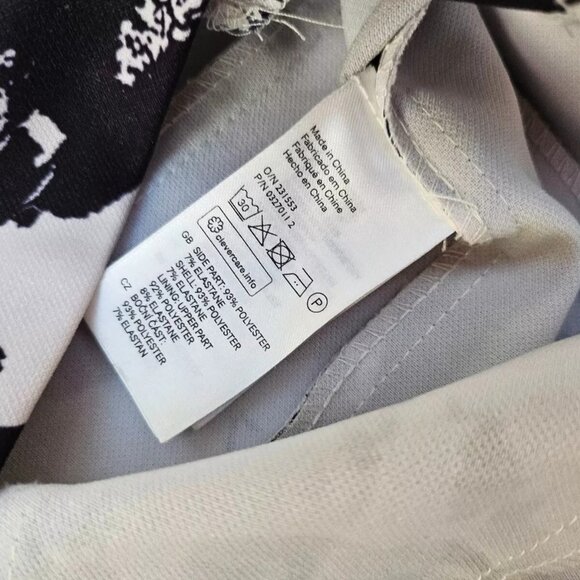 Made in China
Fabricado em China
Fabriqué en Chine
Hecho en China
O/N 231553
P/N 0327011 2
30
P
clevercare.info
GB SIDE PART: 93% POLYESTER
7% ELASTANE
SHELL: 93% POLYESTER
7% ELASTANE
LINING-UPPER PART
92% POLYESTER
8% ELASTANE
CZ BOČNÍ ČÁST:
93% POLYESTER
7% ELASTAN